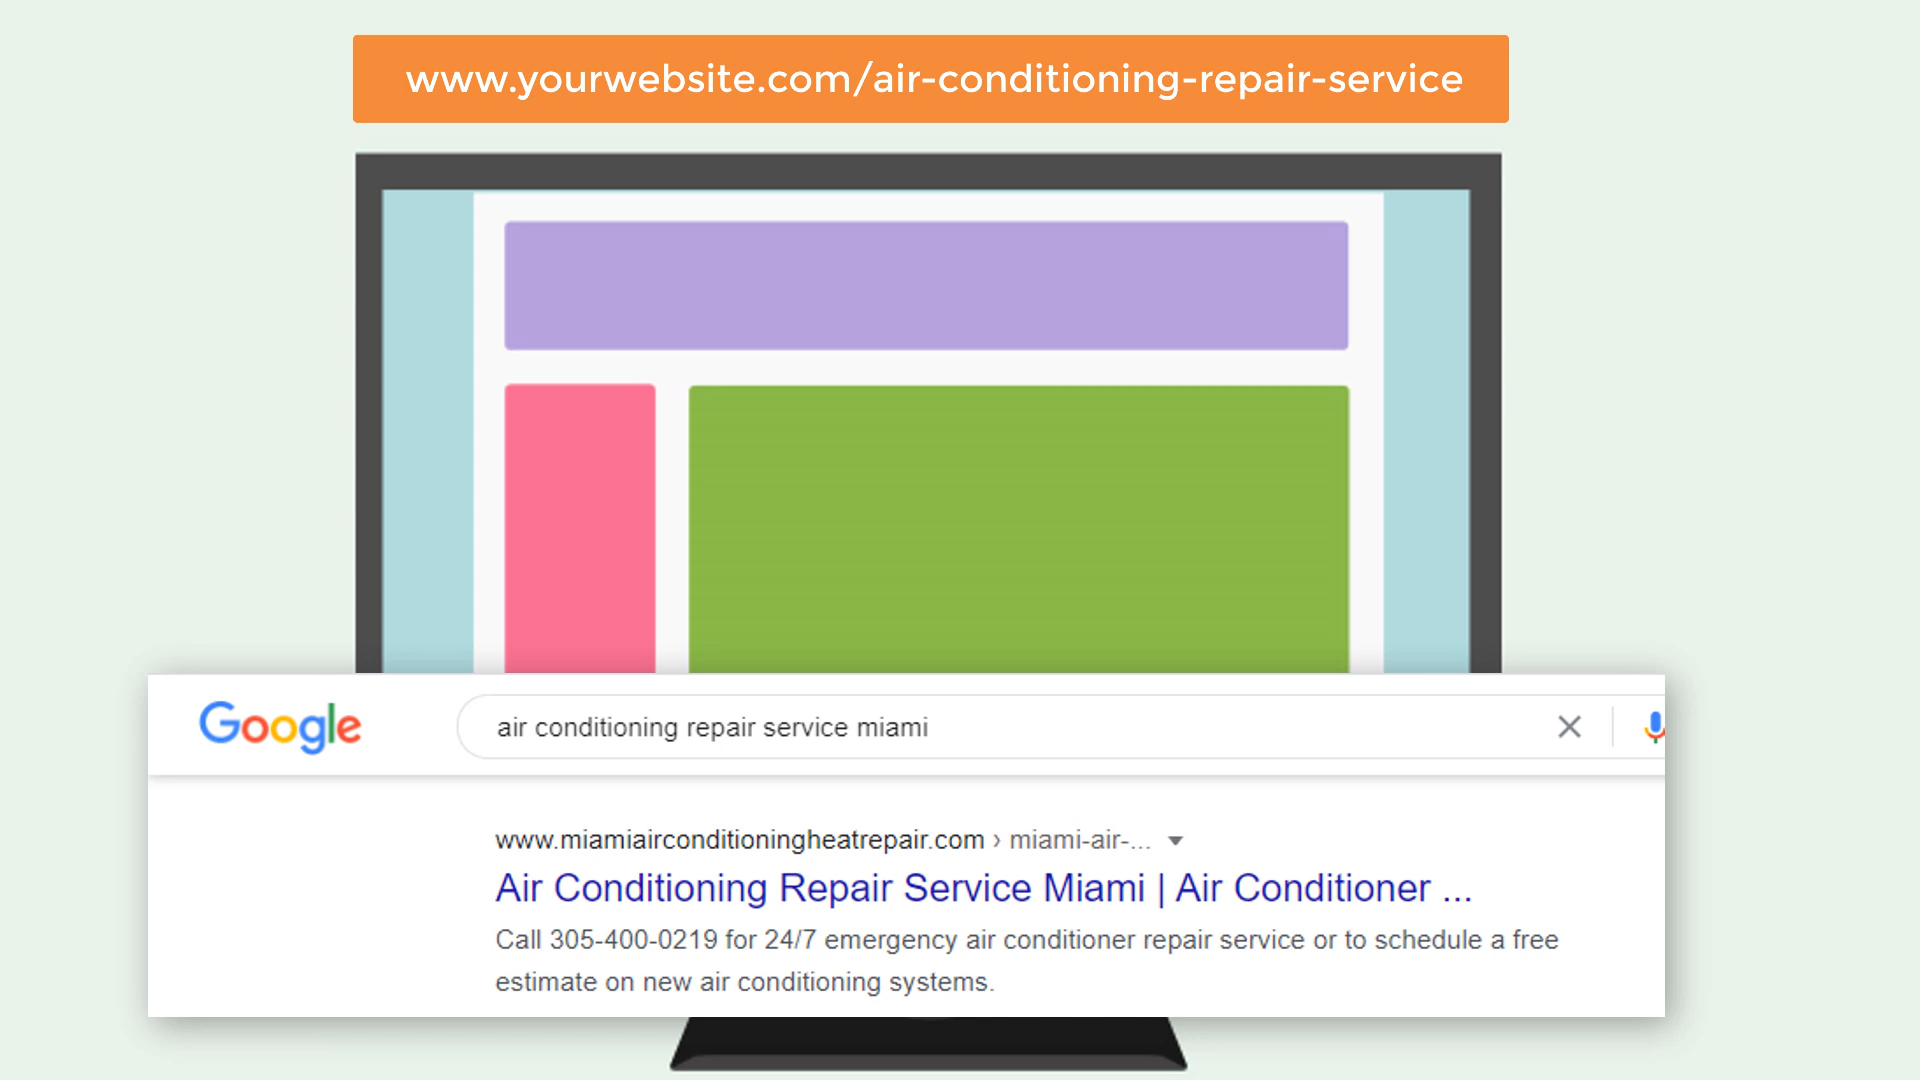 www.yourwebsite.com/air-conditioning-repair-service
Google
air conditioning repair service miami
www.miamiairconditioningheatrepair.com › miami-air-...
Air Conditioning Repair Service Miami | Air Conditioner ...
Call 305-400-0219 for 24/7 emergency air conditioner repair service or to schedule a free
estimate on new air conditioning systems.